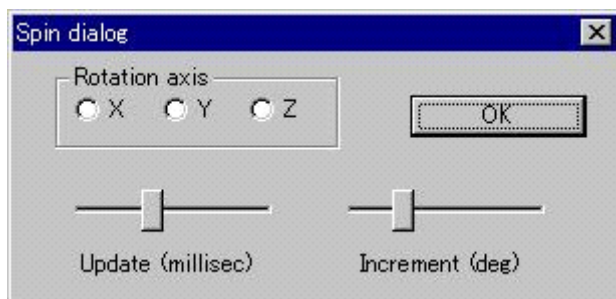 Spin dialog
Rotation axis
X Y Z
OK
Update (millisec)
Increment (deg)